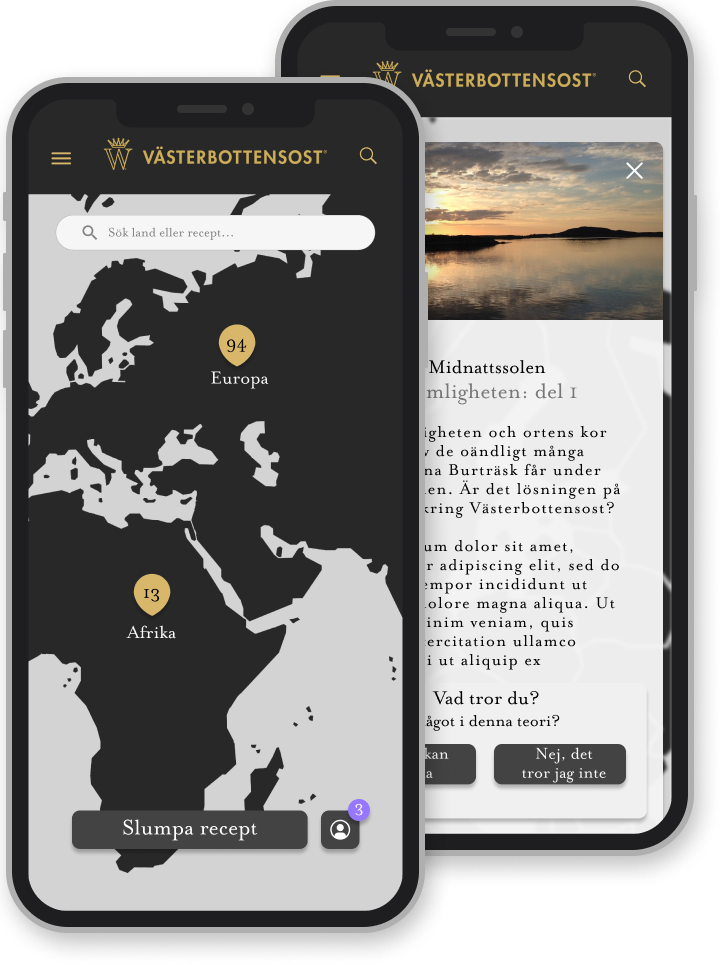 VÄSTERBOTTENSOST®
Sök land eller recept...
94
Europa
13
Afrika
Slumpa recept
3
VÄSTERBOTTENSOST®
Midnattssolen
mligheten: del 1
igheten och ortens kor
de oändligt många
na Burträsk får under
en. Är det lösningen på
kring Västerbottensost?
um dolor sit amet,
r adipiscing elit, sed do
empor incididunt ut
dolore magna aliqua. Ut
inim veniam, quis
ercitation ullamco
i ut aliquip ex
Vad tror du?
ågot i denna teori?
kan
a
Nej, det
tror jag inte